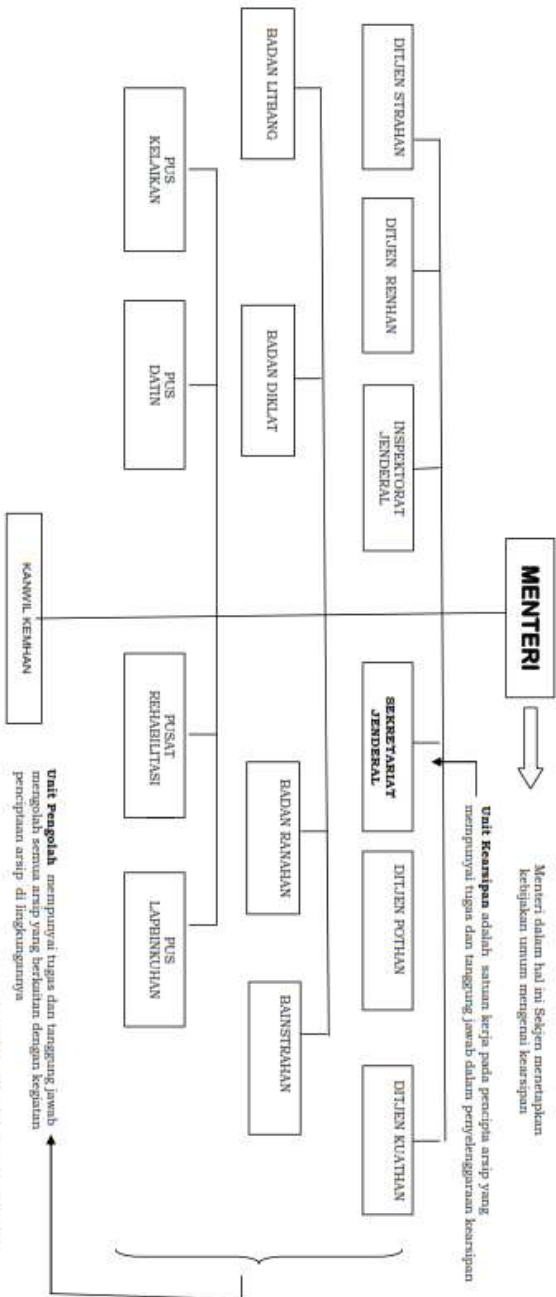 MENTERI
Menteri dalam hal ini Sekjen menetapkan
kebijakan umum mengenai kearsipan
Unit Kearsipan adalah satuan kerja pada pencipta arsip yang
mempunyai tugas dan tanggung jawab dalam penyelenggaraan kearsipan
DITJEN STRAHAN
DITJEN RENHAN
INSPEKTORAT
JENDERAL
SEKRETARIAT
JENDERAL
DITJEN POTHAN
DITJEN KUATHAN
BADAN LITBANG
BADAN DIKLAT
BADAN RANAHAN
BAINSTRAHAN
PUS
KELAIKAN
PUS
DATIN
PUSAT
REHABILITASI
PUS
LAPBINKUHAN
KANWIL KEMHAN
Unit Pengolah mempunyai tugas dan tanggung jawab
mengolah semua arsip yang berkaitan dengan kegiatan
penciptaan arsip di lingkungannya